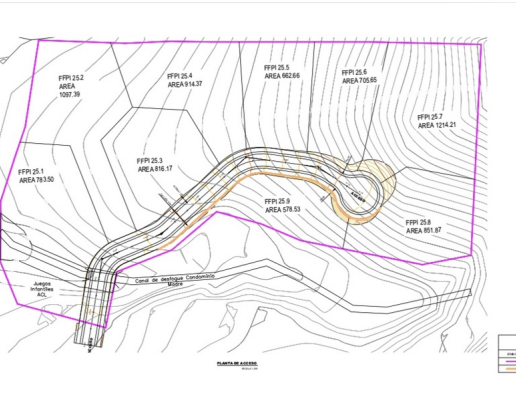 FFPI 25.2
AREA
1097.39
FFPI 25.4
AREA 914.37
FFPI 25.5
AREA 662.66
FFPI 25.6
AREA 705.65
FFPI 25.7
AREA 1214.21
FFPI 25.3
AREA 816.17
FFPI 25.1
AREA 783.50
FFPI 25.9
AREA 578.53
FFPI 25.8
AREA 851.87
Juegos
Infantiles
ACL
Canal de desfogue Condominio
Madre
PLANTA DE ACCESO